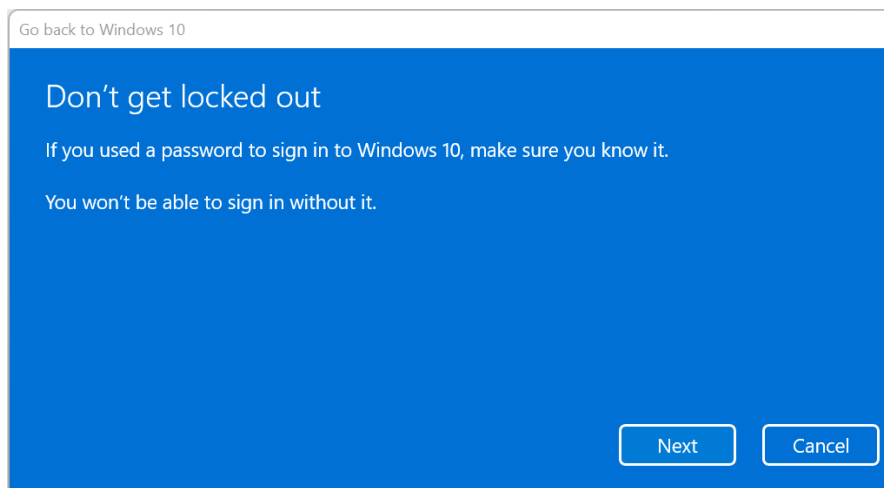 Go back to Windows 10
Don’t get locked out
If you used a password to sign in to Windows 10, make sure you know it.
You won’t be able to sign in without it.
Next
Cancel